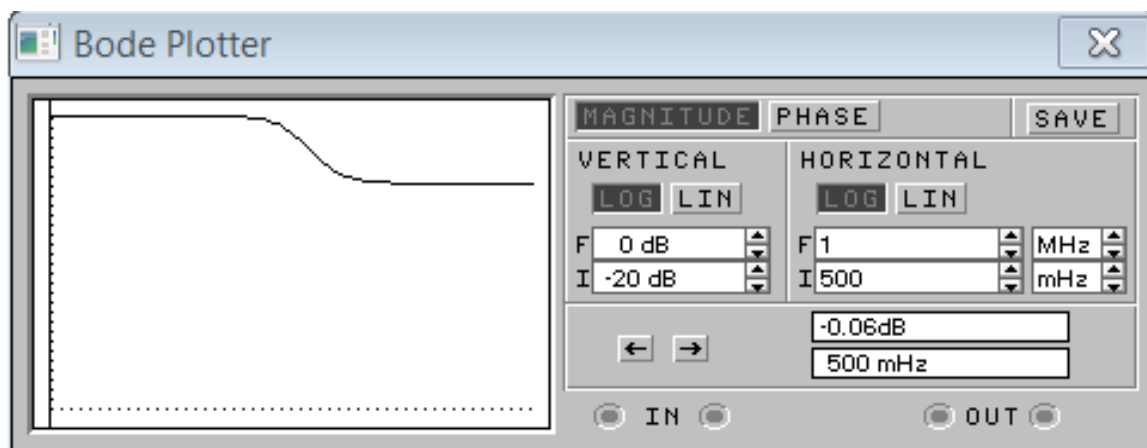 Bode Plotter
MAGNITUDE PHASE SAVE
VERTICAL HORIZONTAL
LOG LIN LOG LIN
F 0 dB F 1 MHz
I -20 dB I 500 mHz
-0.06dB
← →
500 mHz
IN OUT